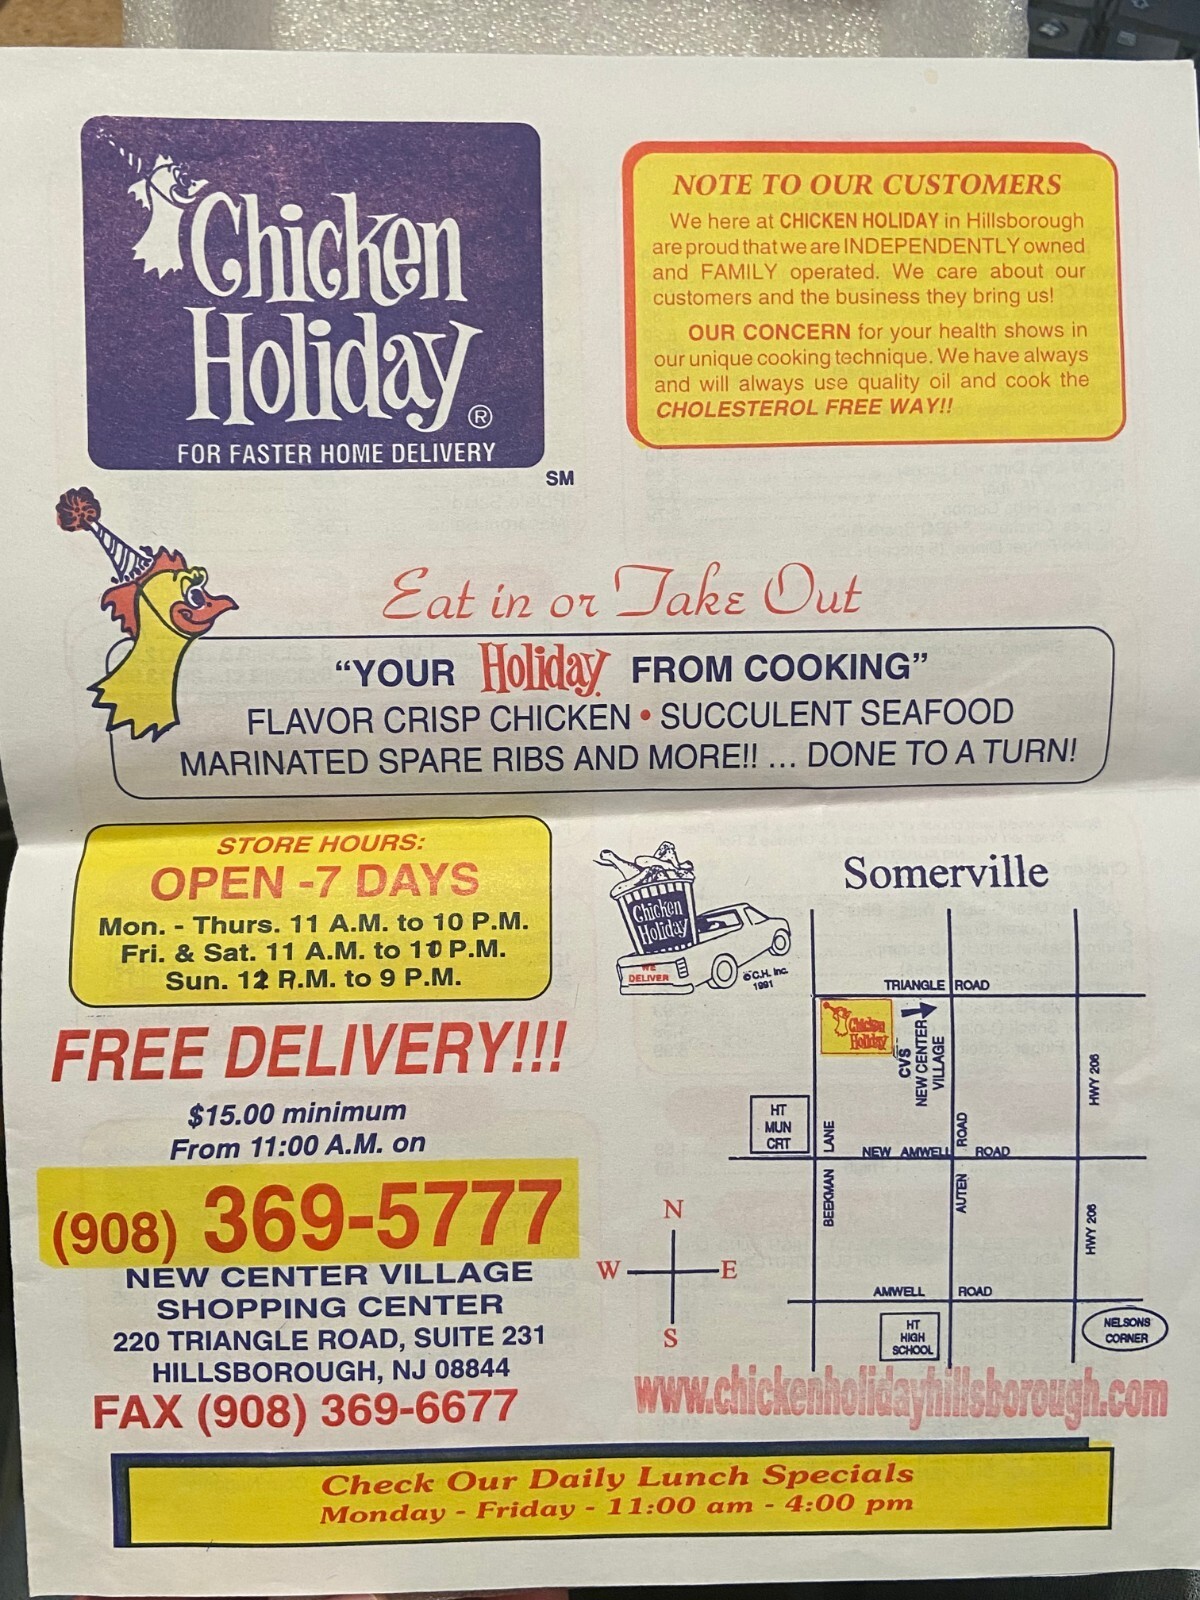 Chicken
Holiday®
FOR FASTER HOME DELIVERY
SM
NOTE TO OUR CUSTOMERS
We here at CHICKEN HOLIDAY in Hillsborough
are proud that we are INDEPENDENTLY owned
and FAMILY operated. We care about our
customers and the business they bring us!
OUR CONCERN for your health shows in
our unique cooking technique. We have always
and will always use quality oil and cook the
CHOLESTEROL FREE WAY!!
Eat in or Take Out
"YOUR Holiday FROM COOKING"
FLAVOR CRISP CHICKEN • SUCCULENT SEAFOOD
MARINATED SPARE RIBS AND MORE!! ... DONE TO A TURN!
STORE HOURS:
OPEN -7 DAYS
Mon. - Thurs. 11 A.M. to 10 P.M.
Fri. & Sat. 11 A.M. to 10 P.M.
Sun. 12 P.M. to 9 P.M.
FREE DELIVERY!!!
$15.00 minimum
From 11:00 A.M. on
(908) 369-5777
NEW CENTER VILLAGE
SHOPPING CENTER
220 TRIANGLE ROAD, SUITE 231
HILLSBOROUGH, NJ 08844
FAX (908) 369-6677
Chicken
Holiday
WE
DELIVER
©C.H. Inc.
1991
Somerville
TRIANGLE ROAD
Chicken
Holiday
CVS
NEW CENTER
VILLAGE
HWY 206
HT
MUN
CRT
BEEKMAN LANE
NEW AMWELL ROAD
AUTEN ROAD
HWY 206
N
W E
S
AMWELL ROAD
HT
HIGH
SCHOOL
NELSONS
CORNER
www.chickenholidayhillsborough.com
Check Our Daily Lunch Specials
Monday - Friday - 11:00 am - 4:00 pm